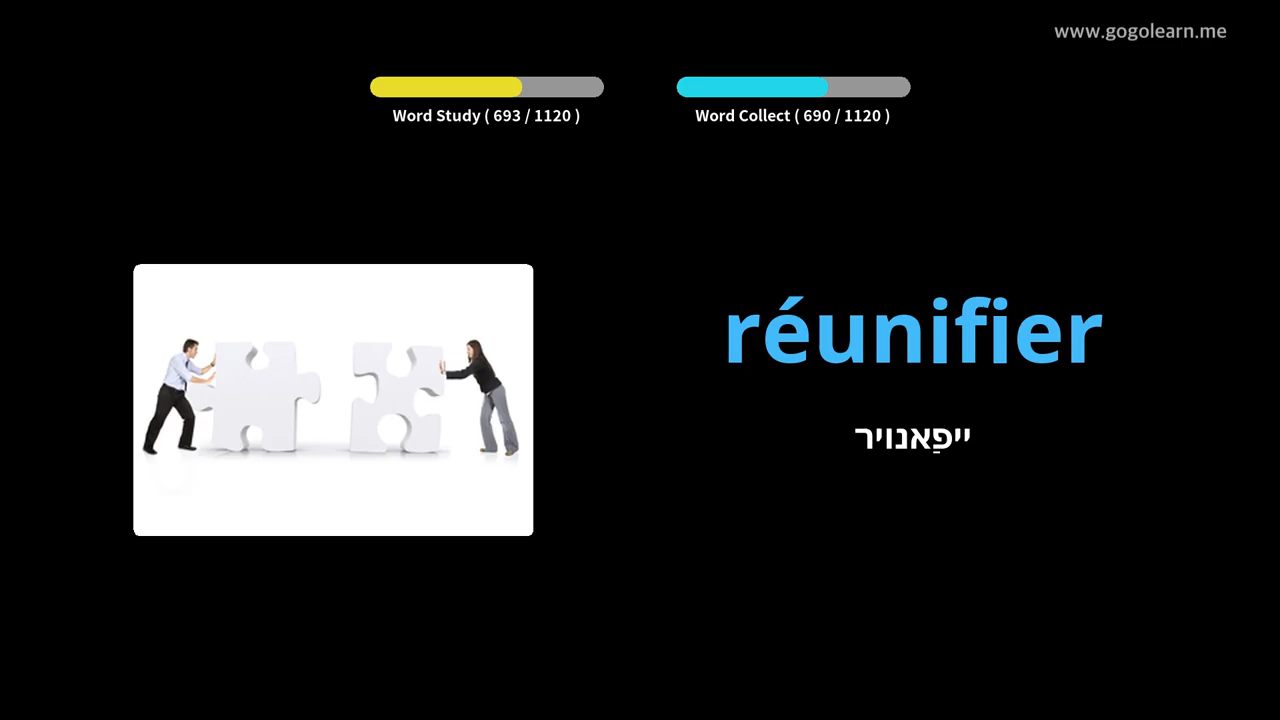 www.gogolearn.me
Word Study ( 693 / 1120 )
Word Collect ( 690 / 1120 )
réunifier
ייפַאנויר